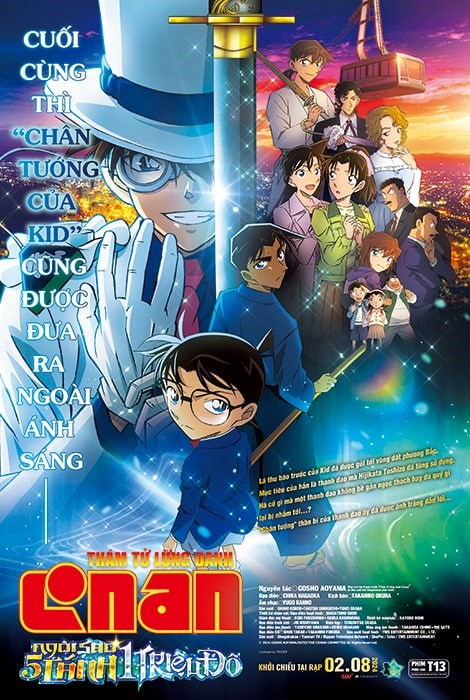 CUỐI
CÙNG
THÌ
“CHÂN
TƯỚNG
CỦA
KID”
CŨNG
ĐƯỢC
ĐƯA
RA
NGOÀI
ÁNH
SÁNG
Lá thư báo trước của Kid đã được gửi tới vùng đất phương Bắc,
Mục tiêu của hắn là thanh đao mà Hijikata Toshizo đã từng sử dụng,
Hà cớ gì mà một thanh đao không hề gắn ngọc thạch hay đá quý gì
lại bị nhắm tới...?
“Chân tướng” thần bí của thanh đao ấy đã được ánh trăng dẫn lối....
THÁM TỬ LỪNG DANH
Conan
NGÔI SAO
5 CÁNH 1 TRIỆU ĐÔ
Nguyên tác: GOSHO AOYAMA
Đạo diễn: CHIKA NAGAOKA Kịch bản: TAKAHIRO OKURA
Âm nhạc: YUGO KANNO
KHỞI CHIẾU TẠI RẠP 02.08 2024
PHIM T13